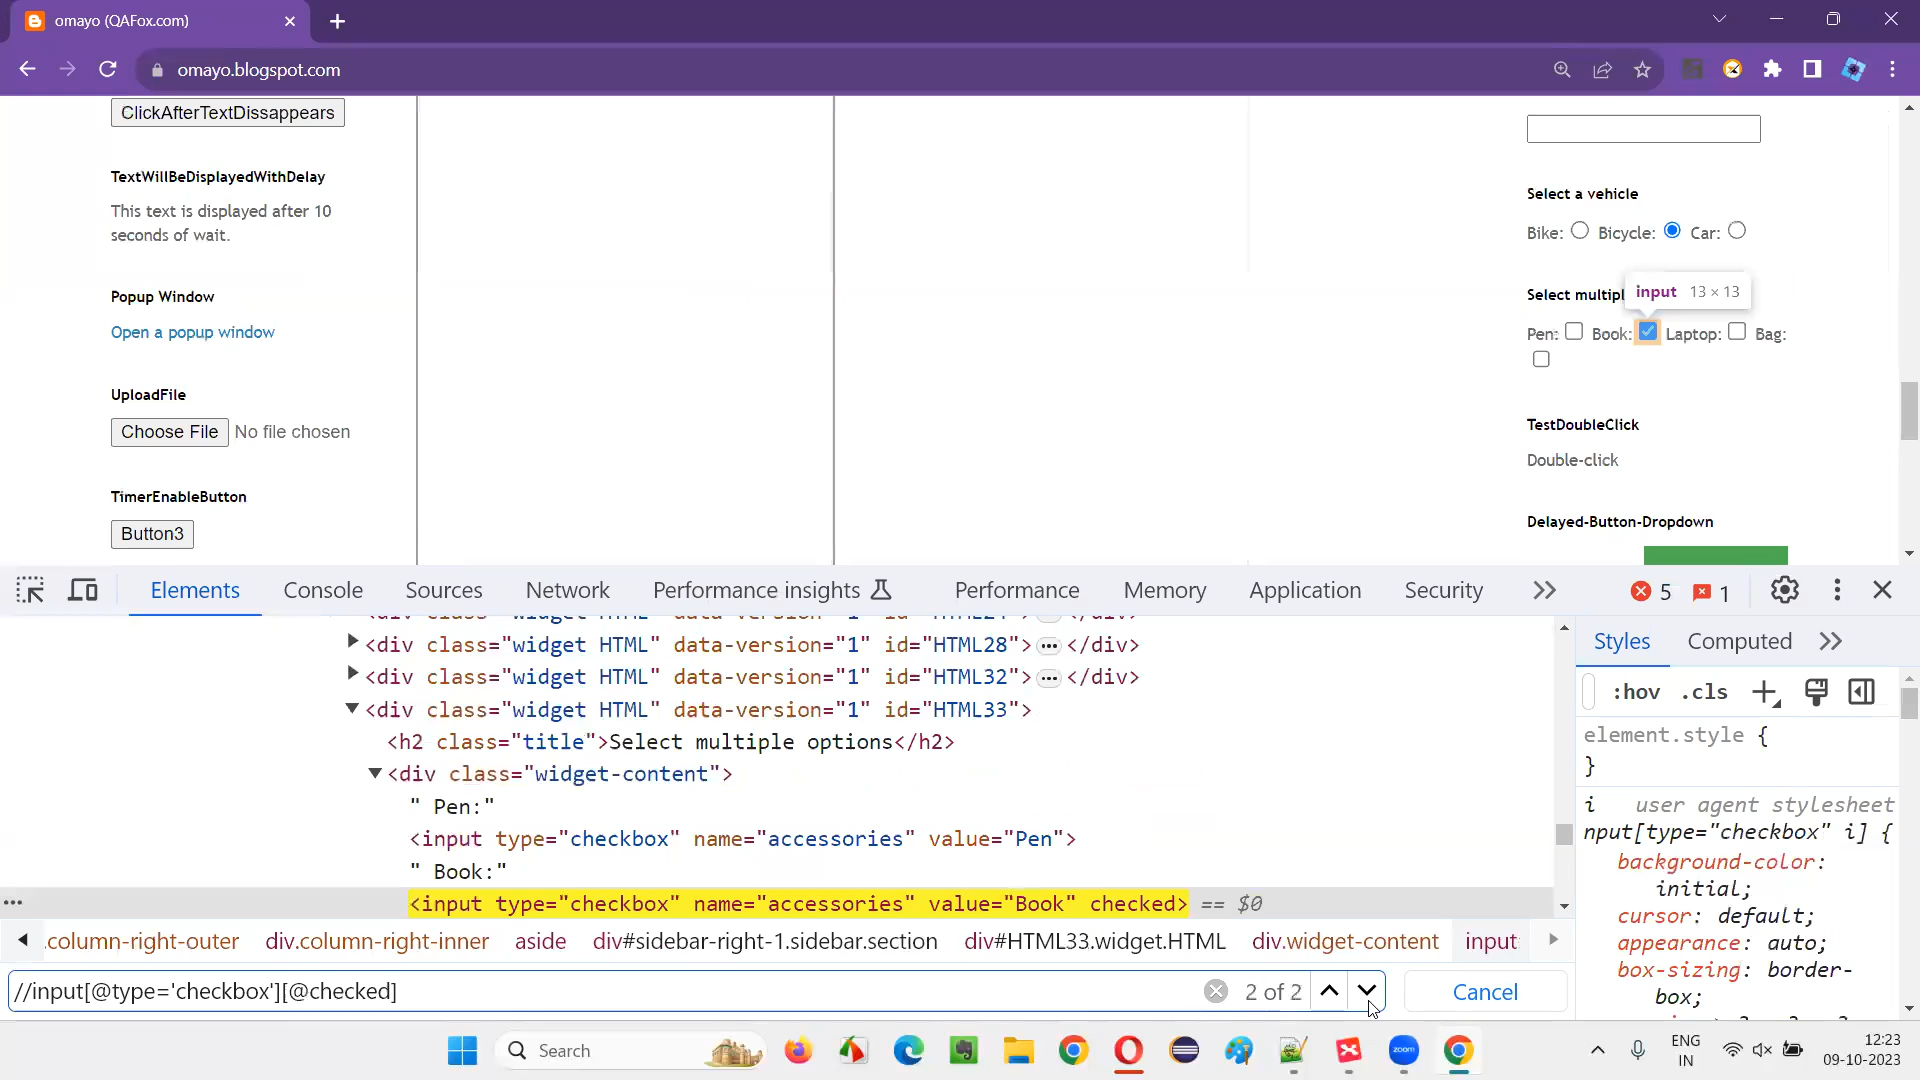 omayo (QAFox.com)
omayo.blogspot.com
ClickAfterTextDissappears
TextWillBeDisplayedWithDelay
This text is displayed after 10
seconds of wait.
Popup Window
Open a popup window
UploadFile
Choose File No file chosen
TimerEnableButton
Button3
Select a vehicle
Bike: Bicycle: Car:
Select multipl
input 13 × 13
Pen: Book: Laptop: Bag:
TestDoubleClick
Double-click
Delayed-Button-Dropdown
Elements Console Sources Network Performance insights Performance Memory Application Security 5 1
<div class="widget HTML" data-version="1" id="HTML28"> ••• </div>
<div class="widget HTML" data-version="1" id="HTML32"> ••• </div>
<div class="widget HTML" data-version="1" id="HTML33">
<h2 class="title">Select multiple options</h2>
<div class="widget-content">
" Pen:"
<input type="checkbox" name="accessories" value="Pen">
" Book:"
<input type="checkbox" name="accessories" value="Book" checked> == $0
.column-right-outer div.column-right-inner aside div#sidebar-right-1.sidebar.section div#HTML33.widget.HTML div.widget-content input
//input[@type='checkbox'][@checked] 2 of 2 Cancel
Styles Computed
:hov .cls
element.style {
}
i user agent stylesheet
nput[type="checkbox" i] {
background-color:
initial;
cursor: default;
appearance: auto;
box-sizing: border-
box;
Search
zoom
ENG
IN
12:23
09-10-2023